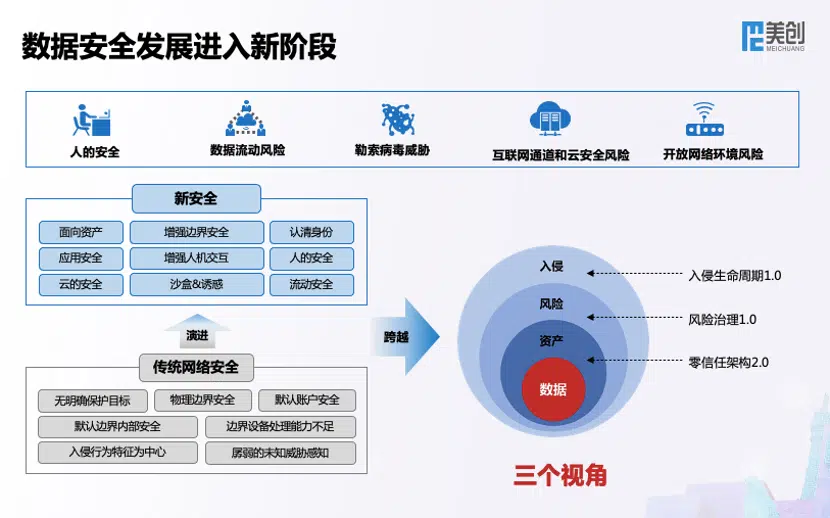 数据安全发展进入新阶段
美创
MEICHUANG
人的安全
数据流动风险
勒索病毒威胁
互联网通道和云安全风险
开放网络环境风险
新安全
面向资产
增强边界安全
认清身份
应用安全
增强人机交互
人的安全
云的安全
沙盒&诱惑
流动安全
演进
传统网络安全
无明确保护目标
物理边界安全
默认账户安全
默认边界内部安全
边界设备处理能力不足
入侵行为特征为中心
孱弱的未知威胁感知
跨越
入侵
入侵生命周期1.0
风险
风险治理1.0
资产
零信任架构2.0
数据
三个视角